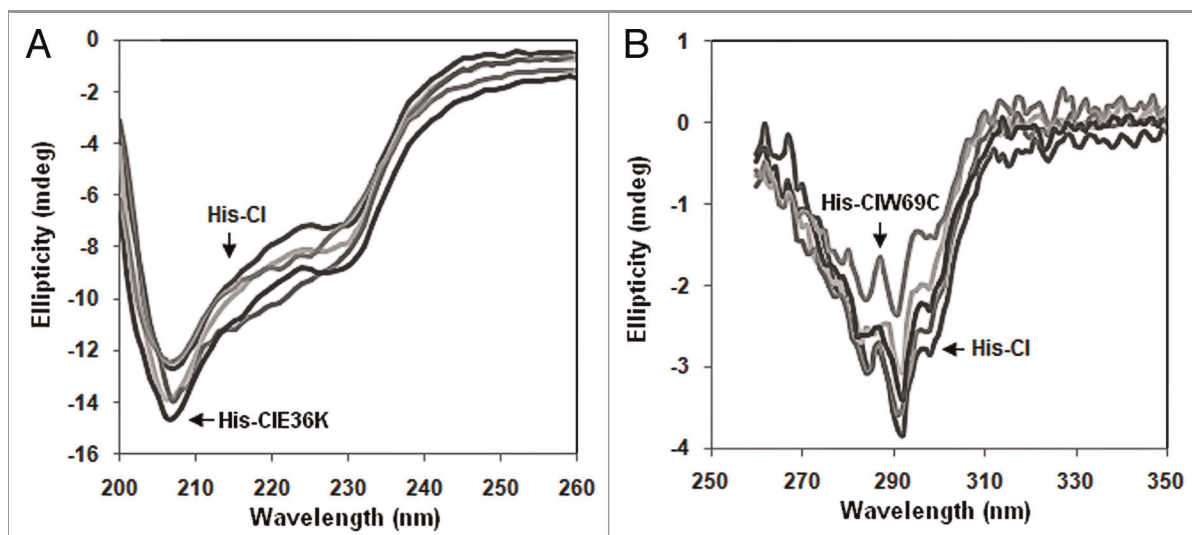 A
0
-2
-4
-6
-8
-10
-12
-14
-16
Ellipticity (mdeg)
His-CI
His-CIE36K
200 210 220 230 240 250 260
Wavelength (nm)
B
1
0
-1
-2
-3
-4
Ellipticity (mdeg)
His-CIW69C
His-CI
250 270 290 310 330 350
Wavelength (nm)